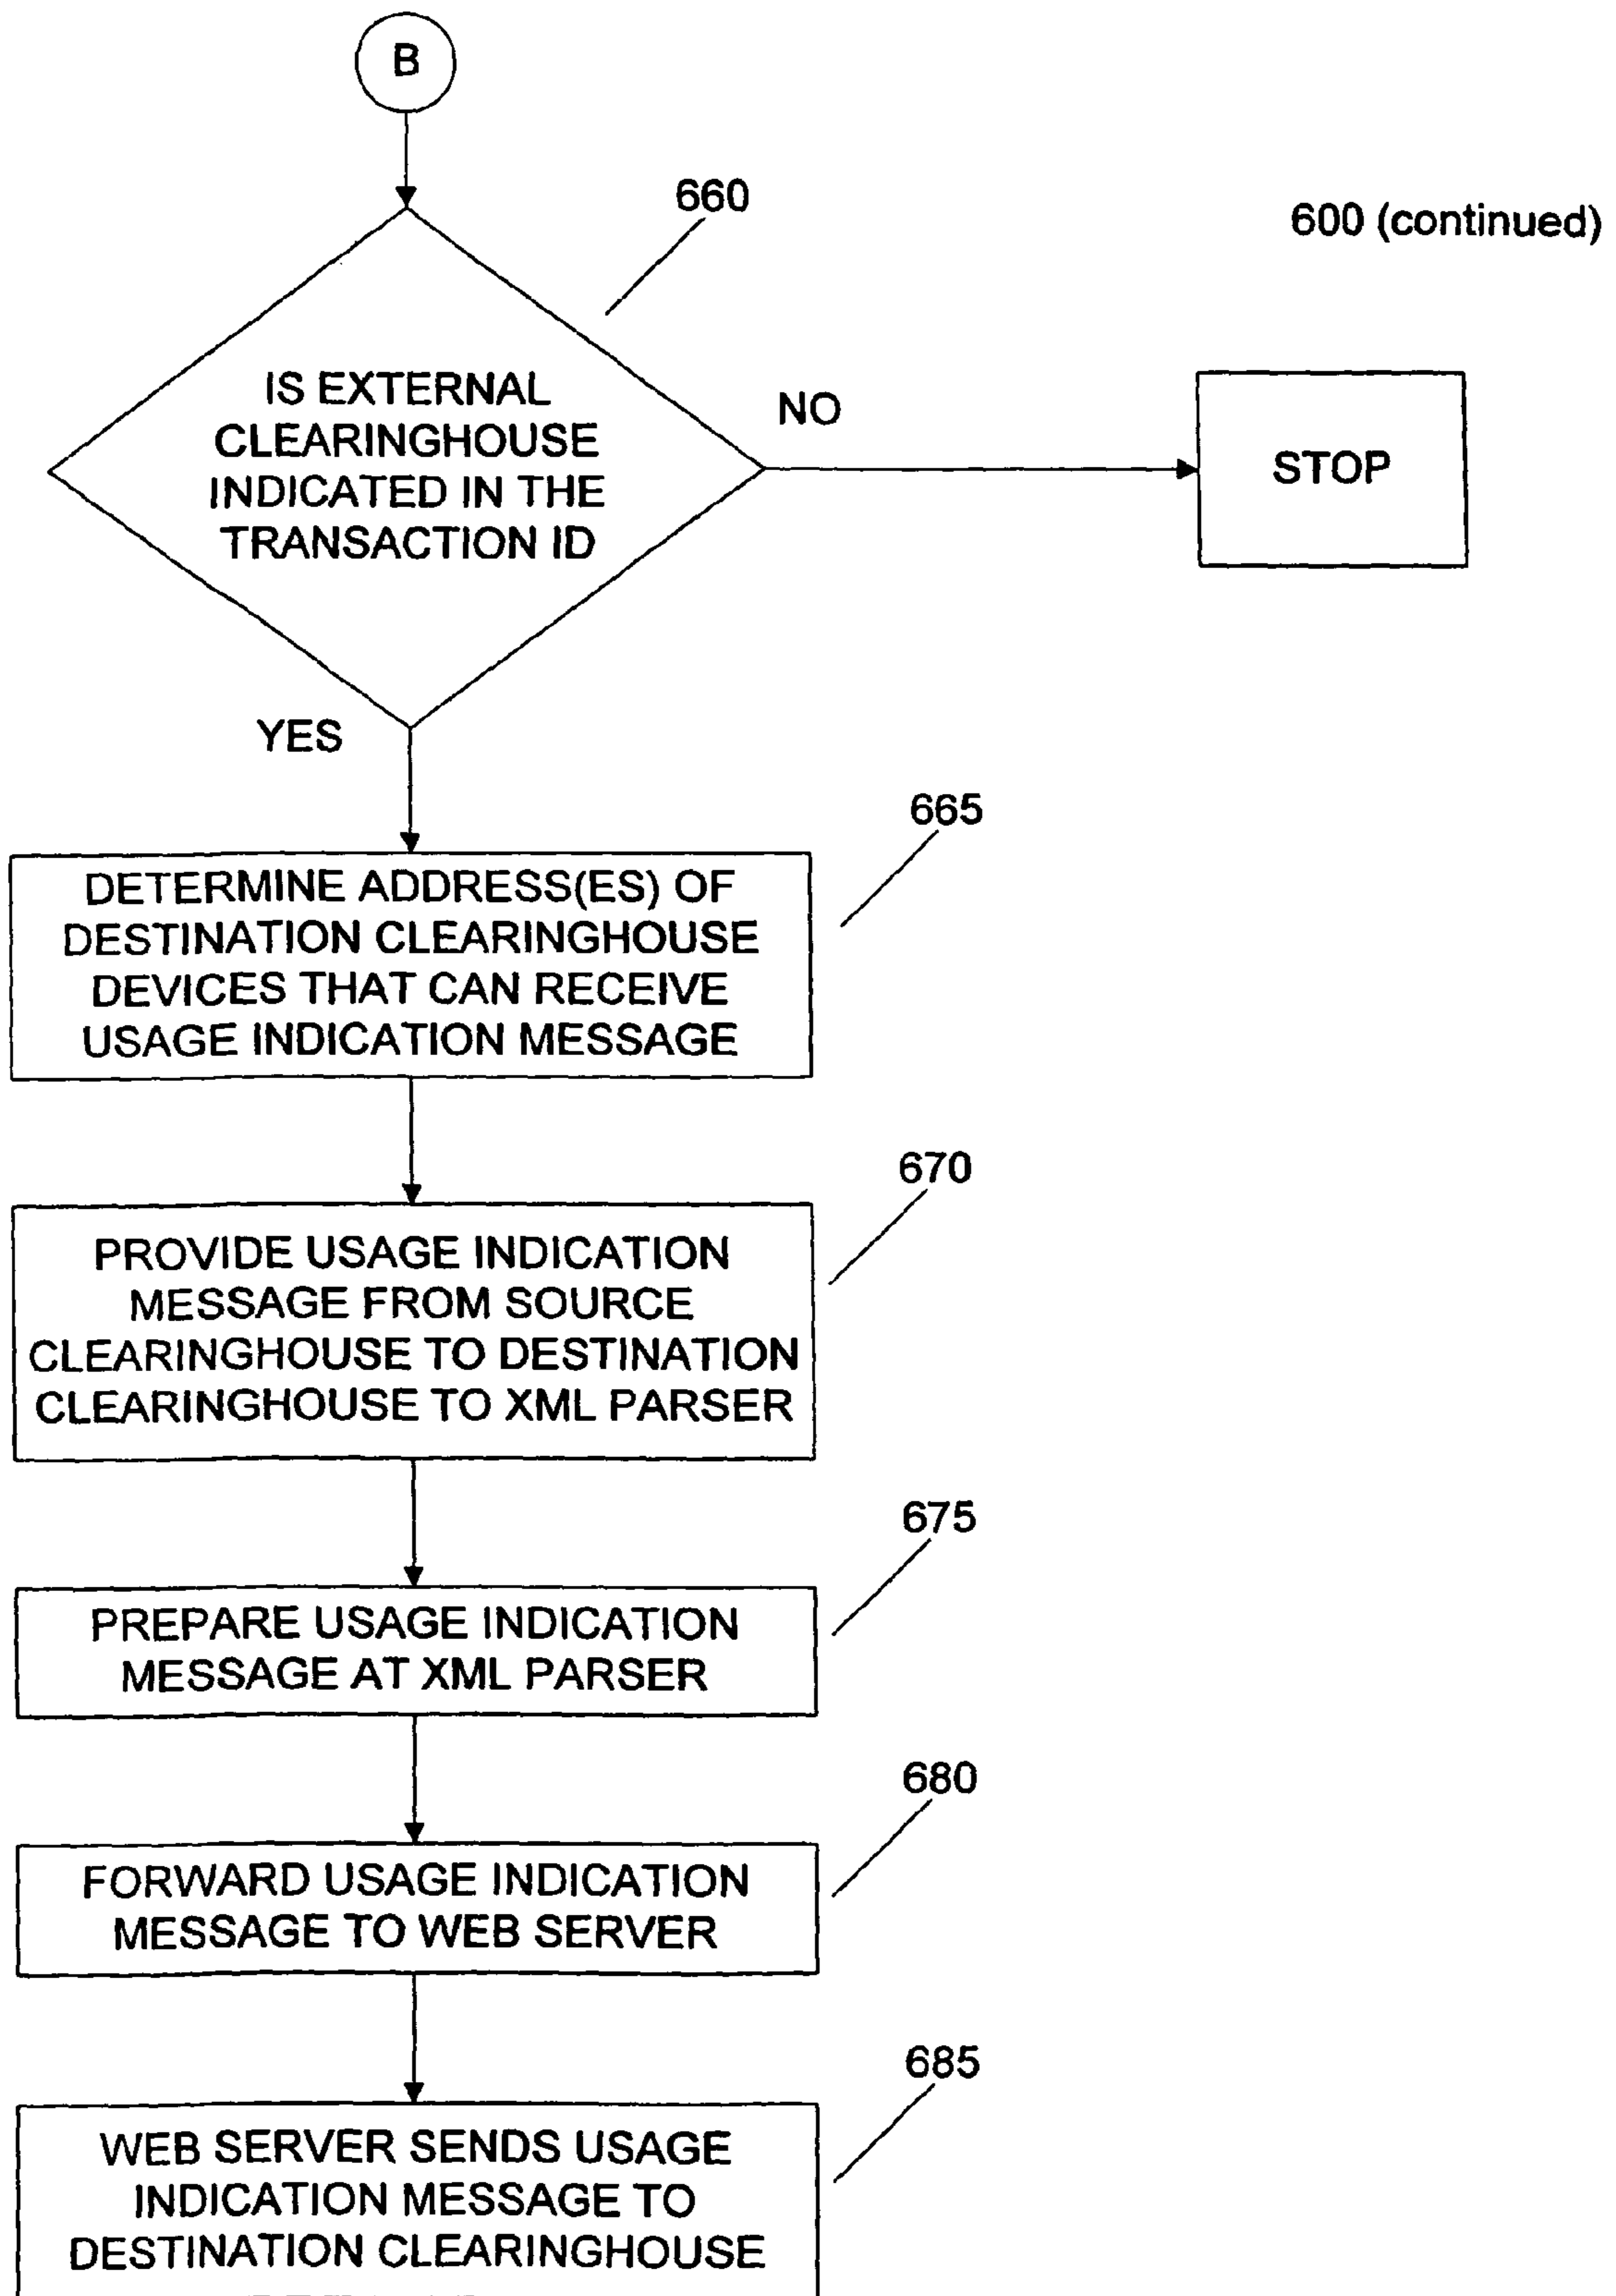 B
660
600 (continued)
IS EXTERNAL
CLEARINGHOUSE
INDICATED IN THE
TRANSACTION ID
NO
STOP
YES
665
DETERMINE ADDRESS(ES) OF
DESTINATION CLEARINGHOUSE
DEVICES THAT CAN RECEIVE
USAGE INDICATION MESSAGE
670
PROVIDE USAGE INDICATION
MESSAGE FROM SOURCE
CLEARINGHOUSE TO DESTINATION
CLEARINGHOUSE TO XML PARSER
675
PREPARE USAGE INDICATION
MESSAGE AT XML PARSER
680
FORWARD USAGE INDICATION
MESSAGE TO WEB SERVER
685
WEB SERVER SENDS USAGE
INDICATION MESSAGE TO
DESTINATION CLEARINGHOUSE